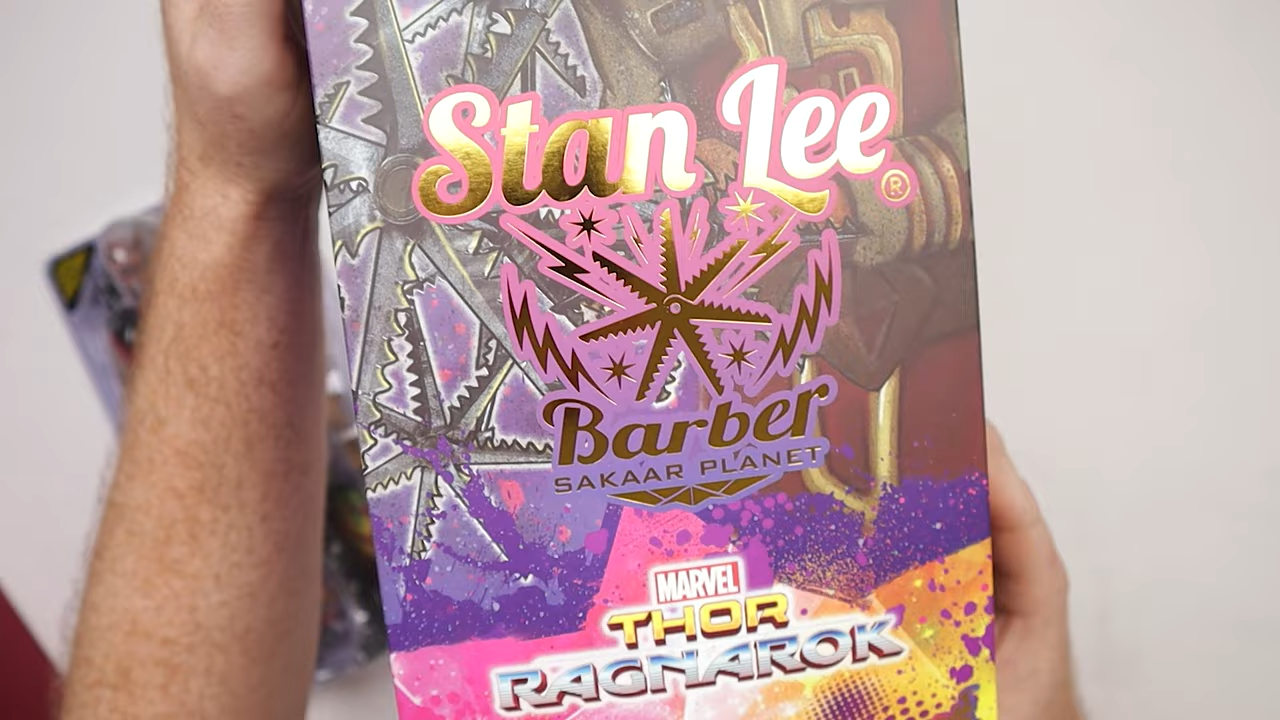 Stan Lee®
Barber
SAKAAR PLANET
MARVEL
THOR
RAGNAROK